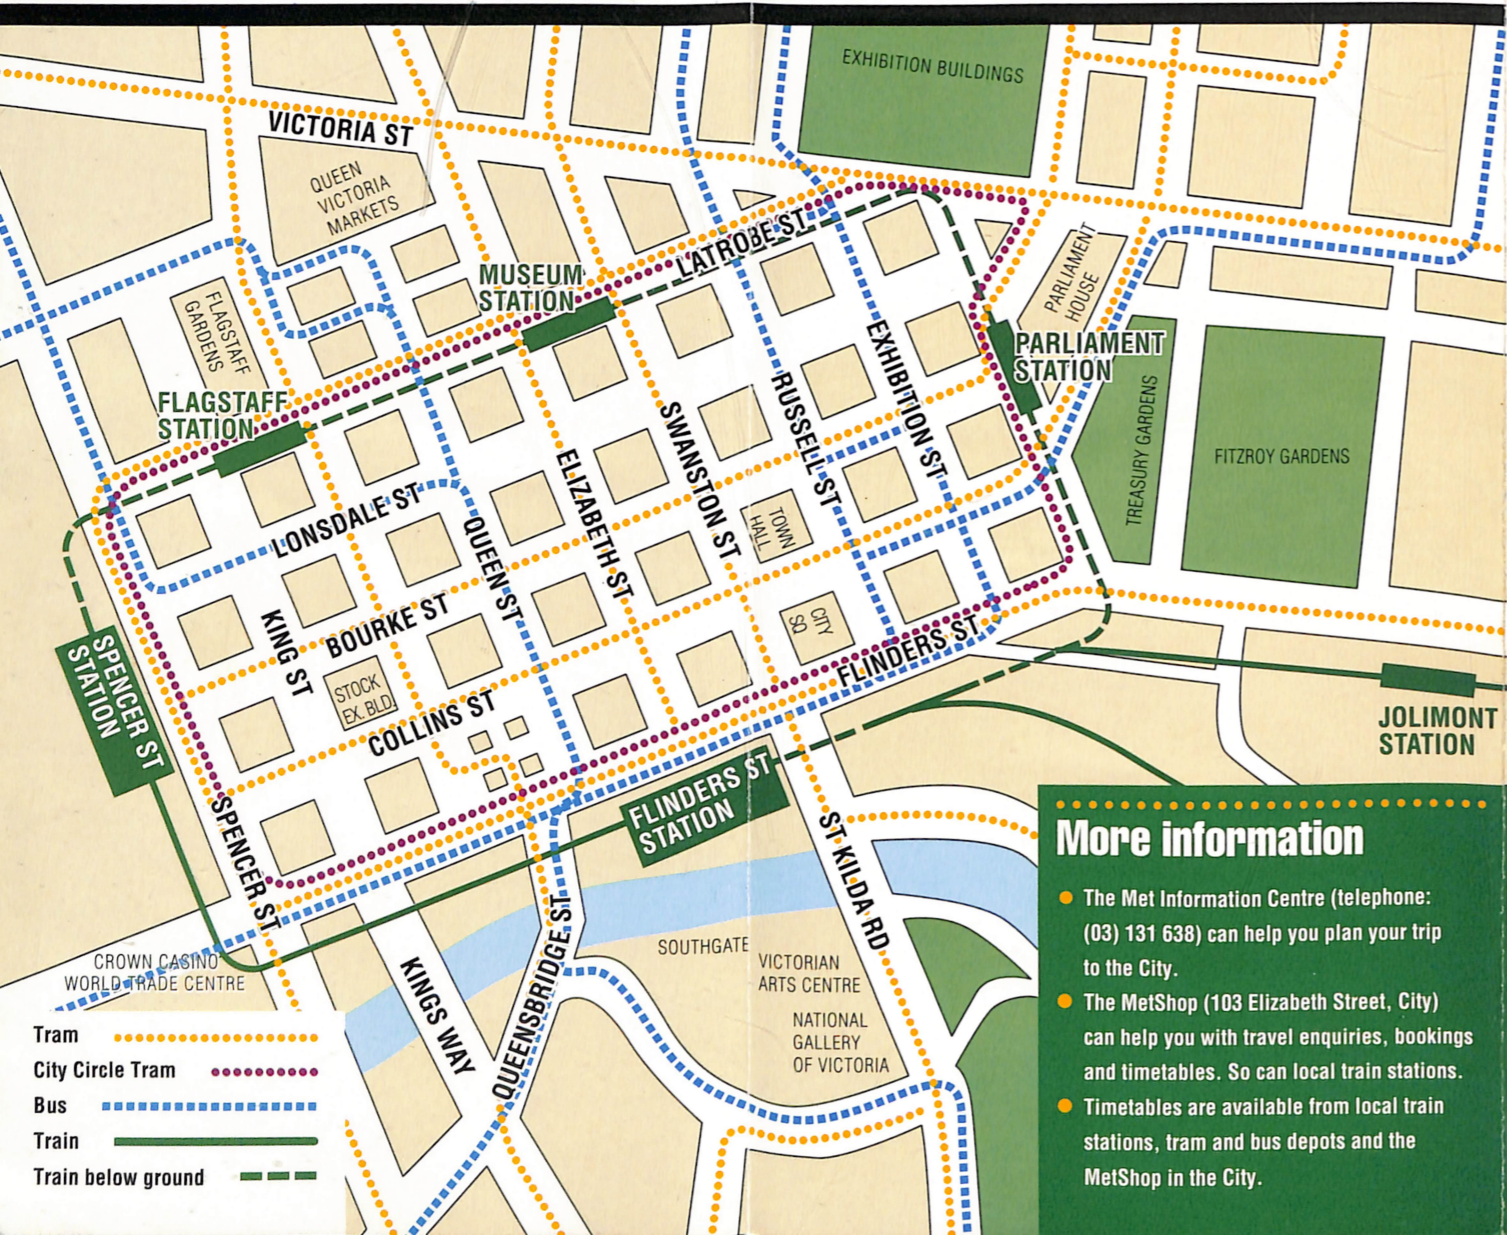 EXHIBITION BUILDINGS
VICTORIA ST
QUEEN
VICTORIA
MARKETS
LATROBE ST
MUSEUM
STATION
PARLIAMENT
HOUSE
FLAGSTAFF
GARDENS
PARLIAMENT
STATION
EXHIBITION ST
FLAGSTAFF
STATION
RUSSELL ST
SWANSTON ST
TREASURY GARDENS
FITZROY GARDENS
ELIZABETH ST
LONSDALE ST
QUEEN ST
TOWN
HALL
KING ST
BOURKE ST
CITY
SQ
SPENCER ST
STATION
FLINDERS ST
STOCK
EX. BLD.
COLLINS ST
JOLIMONT
STATION
FLINDERS ST
STATION
SPENCER ST
ST KILDA RD
CROWN CASINO
WORLD TRADE CENTRE
KINGS WAY
QUEENSBRIDGE ST
SOUTHGATE
VICTORIAN
ARTS CENTRE
NATIONAL
GALLERY
OF VICTORIA
Tram
City Circle Tram
Bus
Train
Train below ground
More information
The Met Information Centre (telephone:
(03) 131 638) can help you plan your trip
to the City.
The MetShop (103 Elizabeth Street, City)
can help you with travel enquiries, bookings
and timetables. So can local train stations.
Timetables are available from local train
stations, tram and bus depots and the
MetShop in the City.